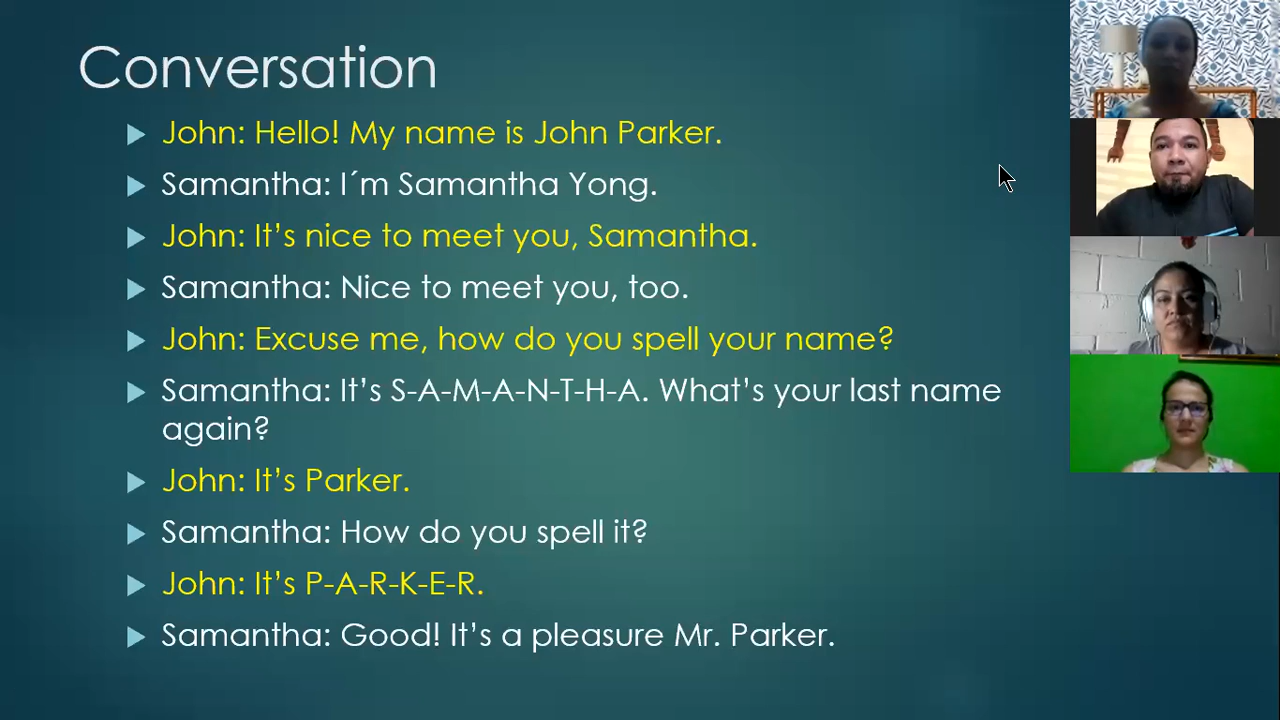 Conversation
John: Hello! My name is John Parker.
Samantha: I´m Samantha Yong.
John: It’s nice to meet you, Samantha.
Samantha: Nice to meet you, too.
John: Excuse me, how do you spell your name?
Samantha: It’s S-A-M-A-N-T-H-A. What’s your last name
again?
John: It’s Parker.
Samantha: How do you spell it?
John: It’s P-A-R-K-E-R.
Samantha: Good! It’s a pleasure Mr. Parker.